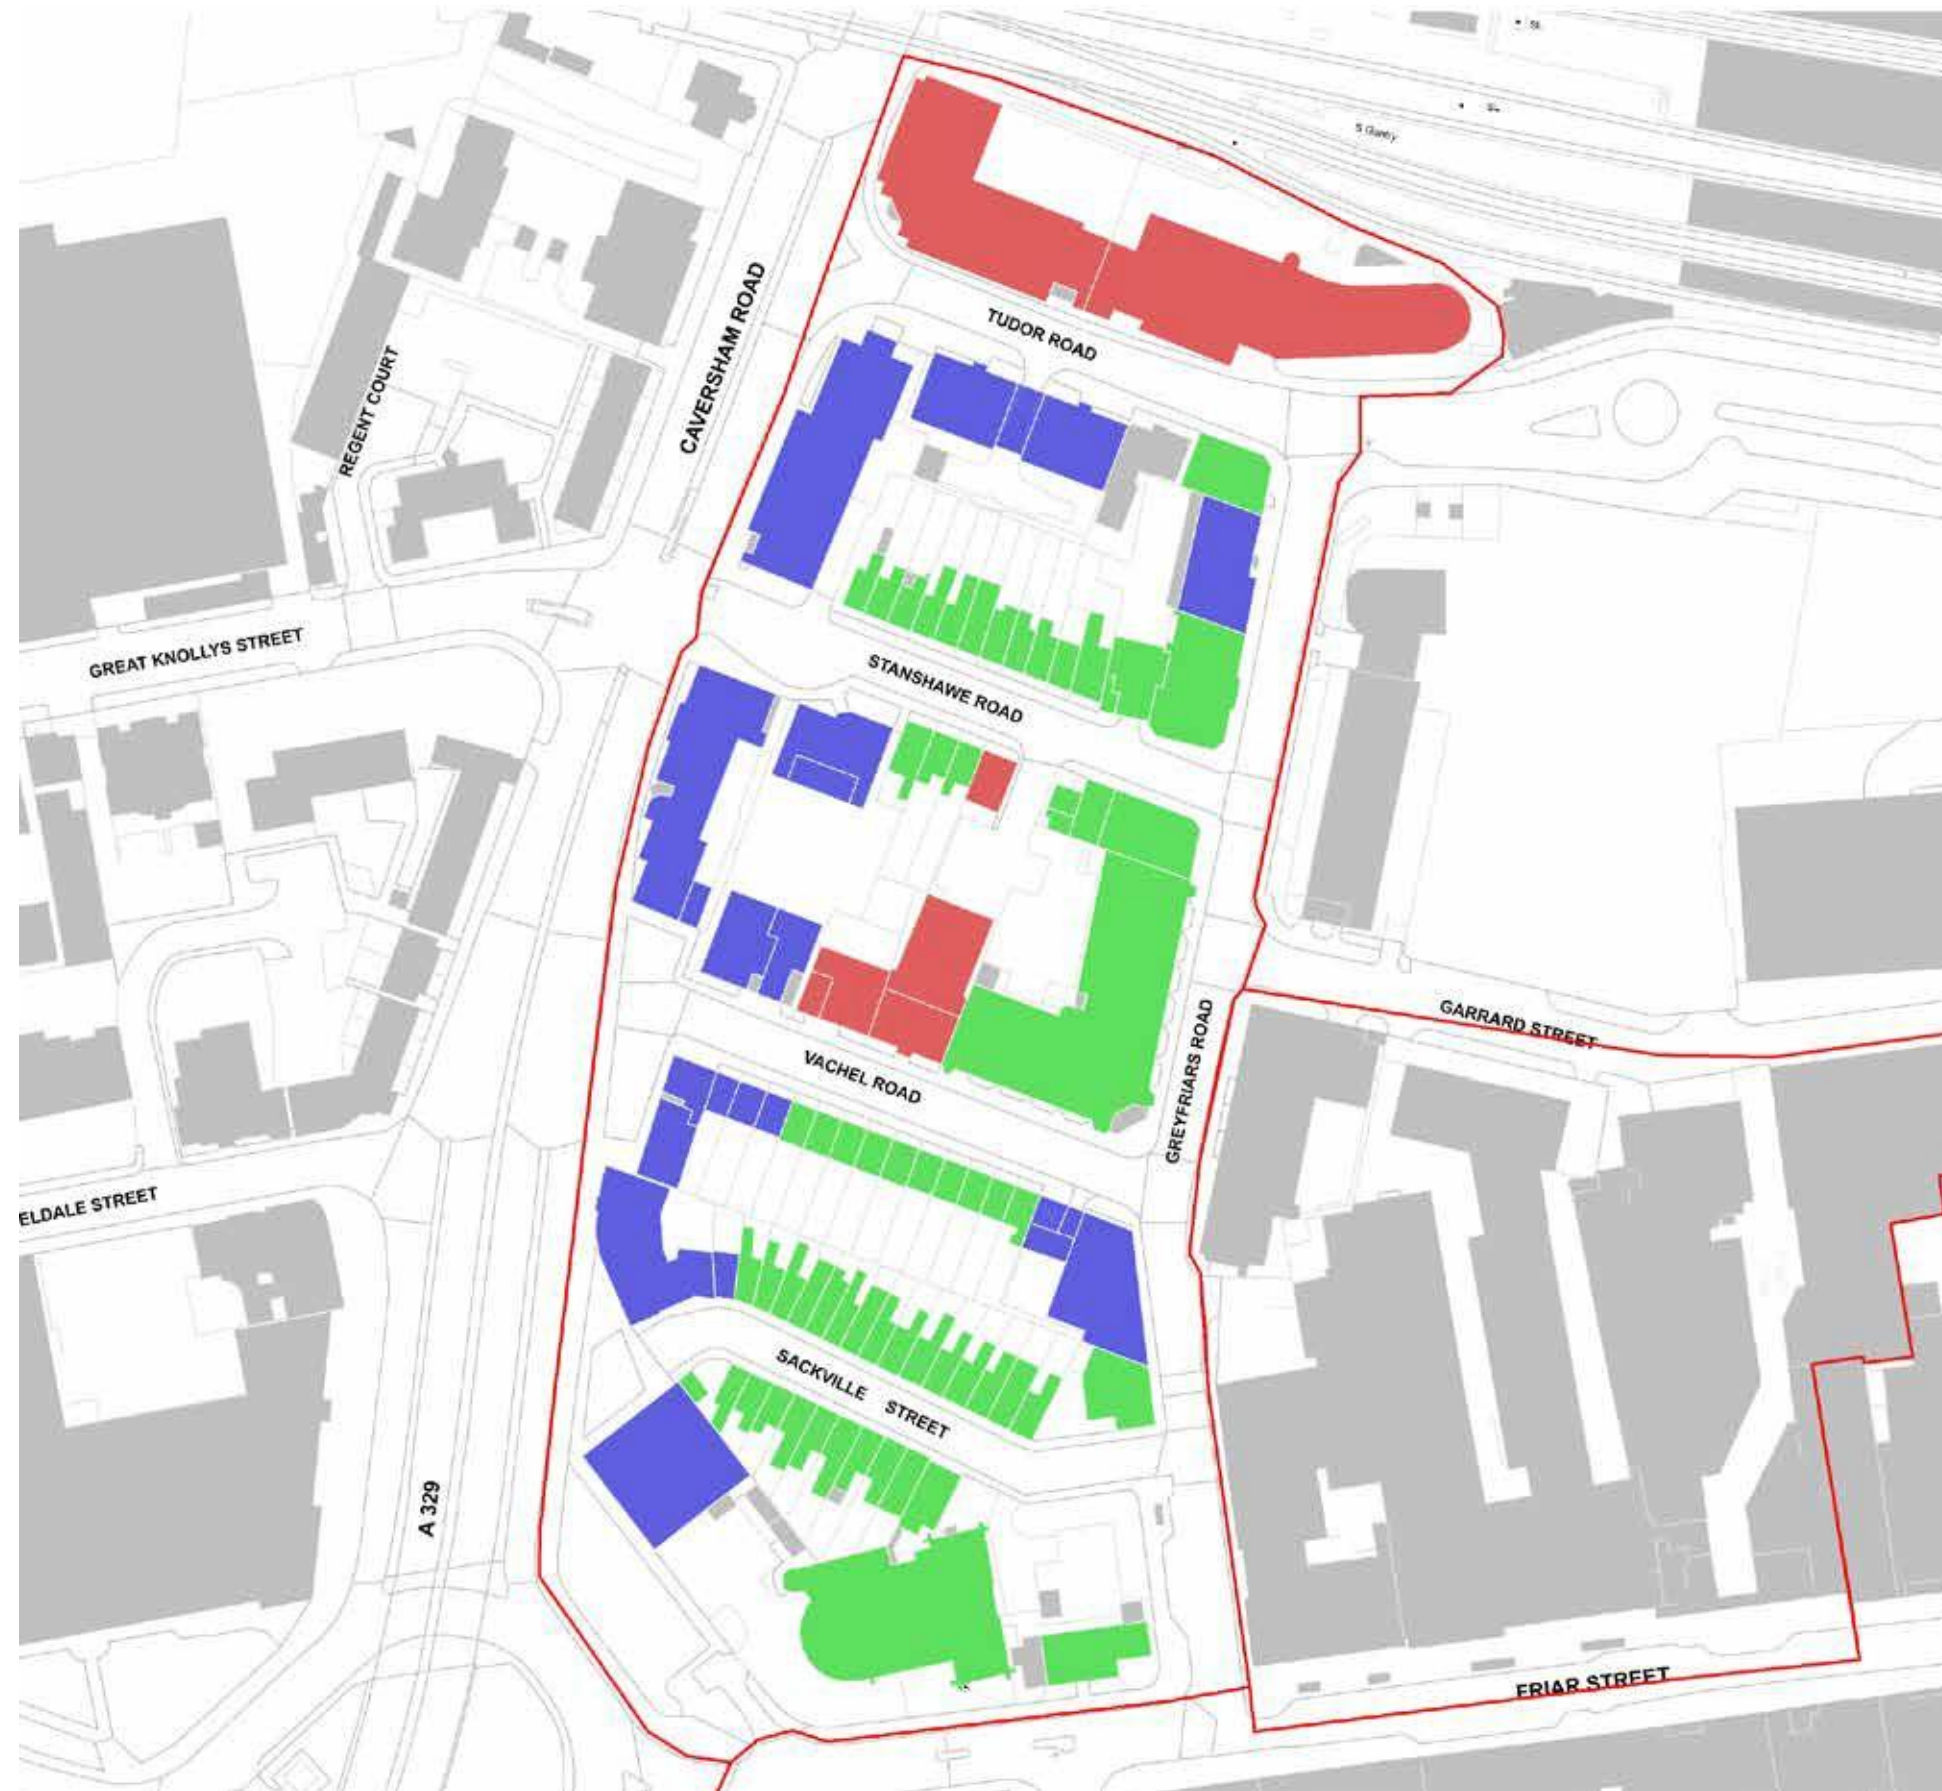 S Gantry
TUDOR ROAD
CAVERSHAM ROAD
REGENT COURT
GREAT KNOLLYS STREET
STANSHAWE ROAD
GARRARD STREET
GREYFRIARS ROAD
VACHEL ROAD
ELDALE STREET
SACKVILLE STREET
A 329
FRIAR STREET